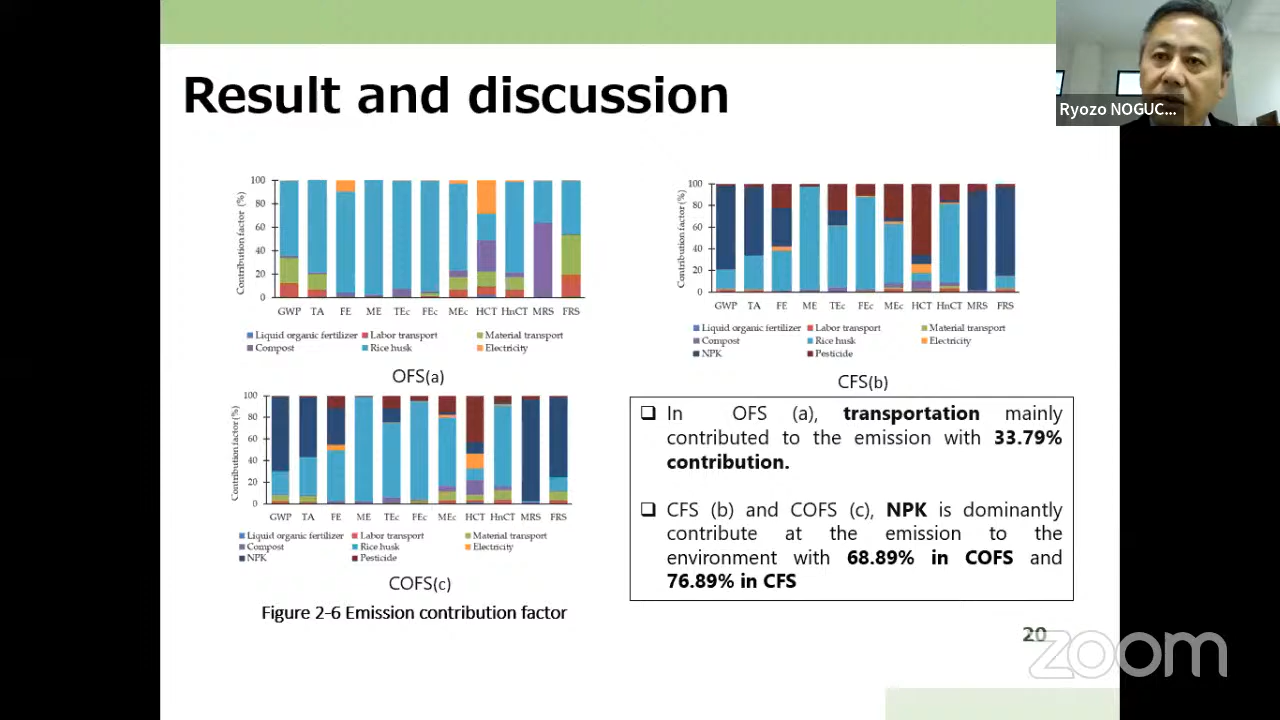 Result and discussion
Ryozo NOGUC...
Contribution factor (%)
100
80
60
40
20
0
GWP TA FE ME TEc FEc MEc HCT HnCT MRS FRS
Liquid organic fertilizer Labor transport Material transport
Compost Rice husk Electricity
OFS(a)
Contribution factor (%)
100
80
60
40
20
0
GWP TA FE ME TEc FEc MEc HCT HnCT MRS FRS
Liquid organic fertilizer Labor transport Material transport
Compost Rice husk Electricity
NPK Pesticide
CFS(b)
Contribution factor (%)
100
80
60
40
20
0
GWP TA FE ME TEc FEc MEc HCT HnCT MRS FRS
Liquid organic fertilizer Labor transport Material transport
Compost Rice husk Electricity
NPK Pesticide
COFS(c)
Figure 2-6 Emission contribution factor
In OFS (a), transportation mainly
contributed to the emission with 33.79%
contribution.
CFS (b) and COFS (c), NPK is dominantly
contribute at the emission to the
environment with 68.89% in COFS and
76.89% in CFS
20
zoom